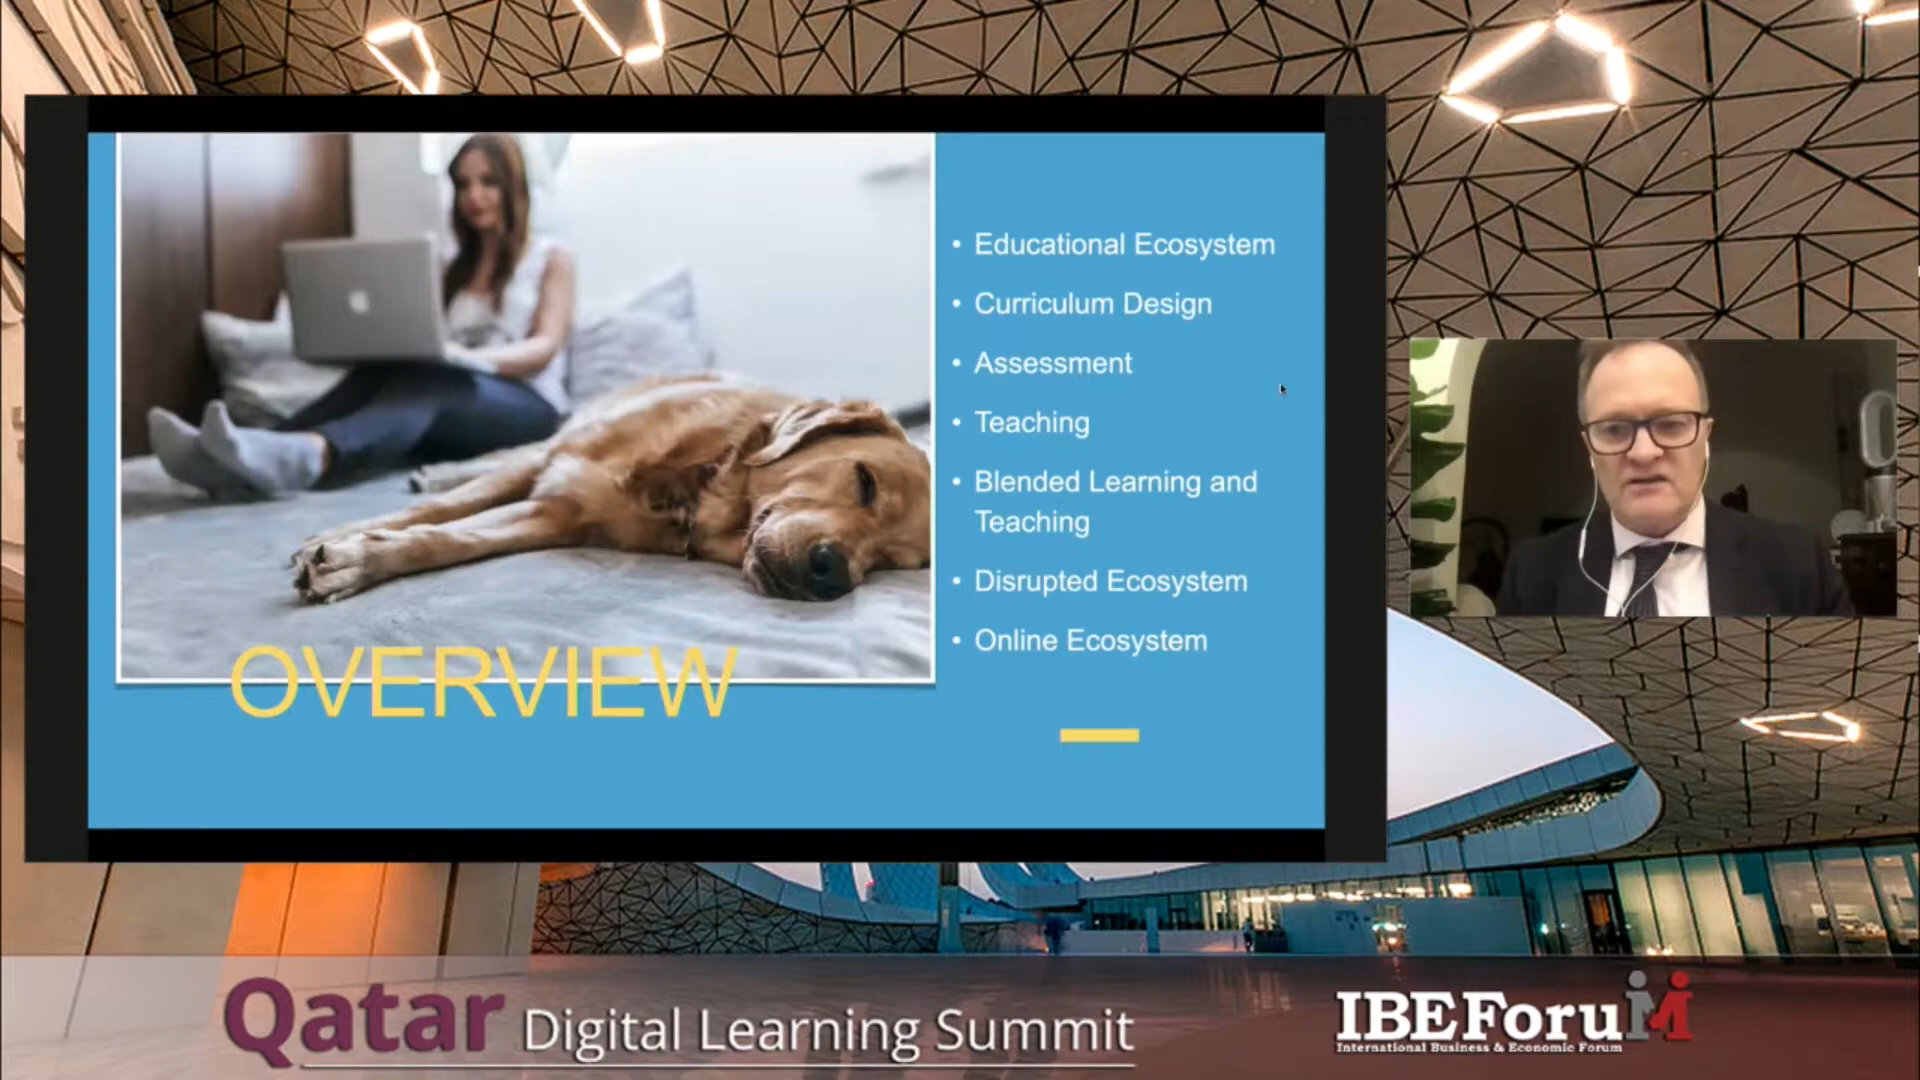 • Educational Ecosystem
• Curriculum Design
• Assessment
• Teaching
• Blended Learning and
Teaching
• Disrupted Ecosystem
• Online Ecosystem
OVERVIEW
Qatar Digital Learning Summit
IBEForuM
International Business & Economic Forum